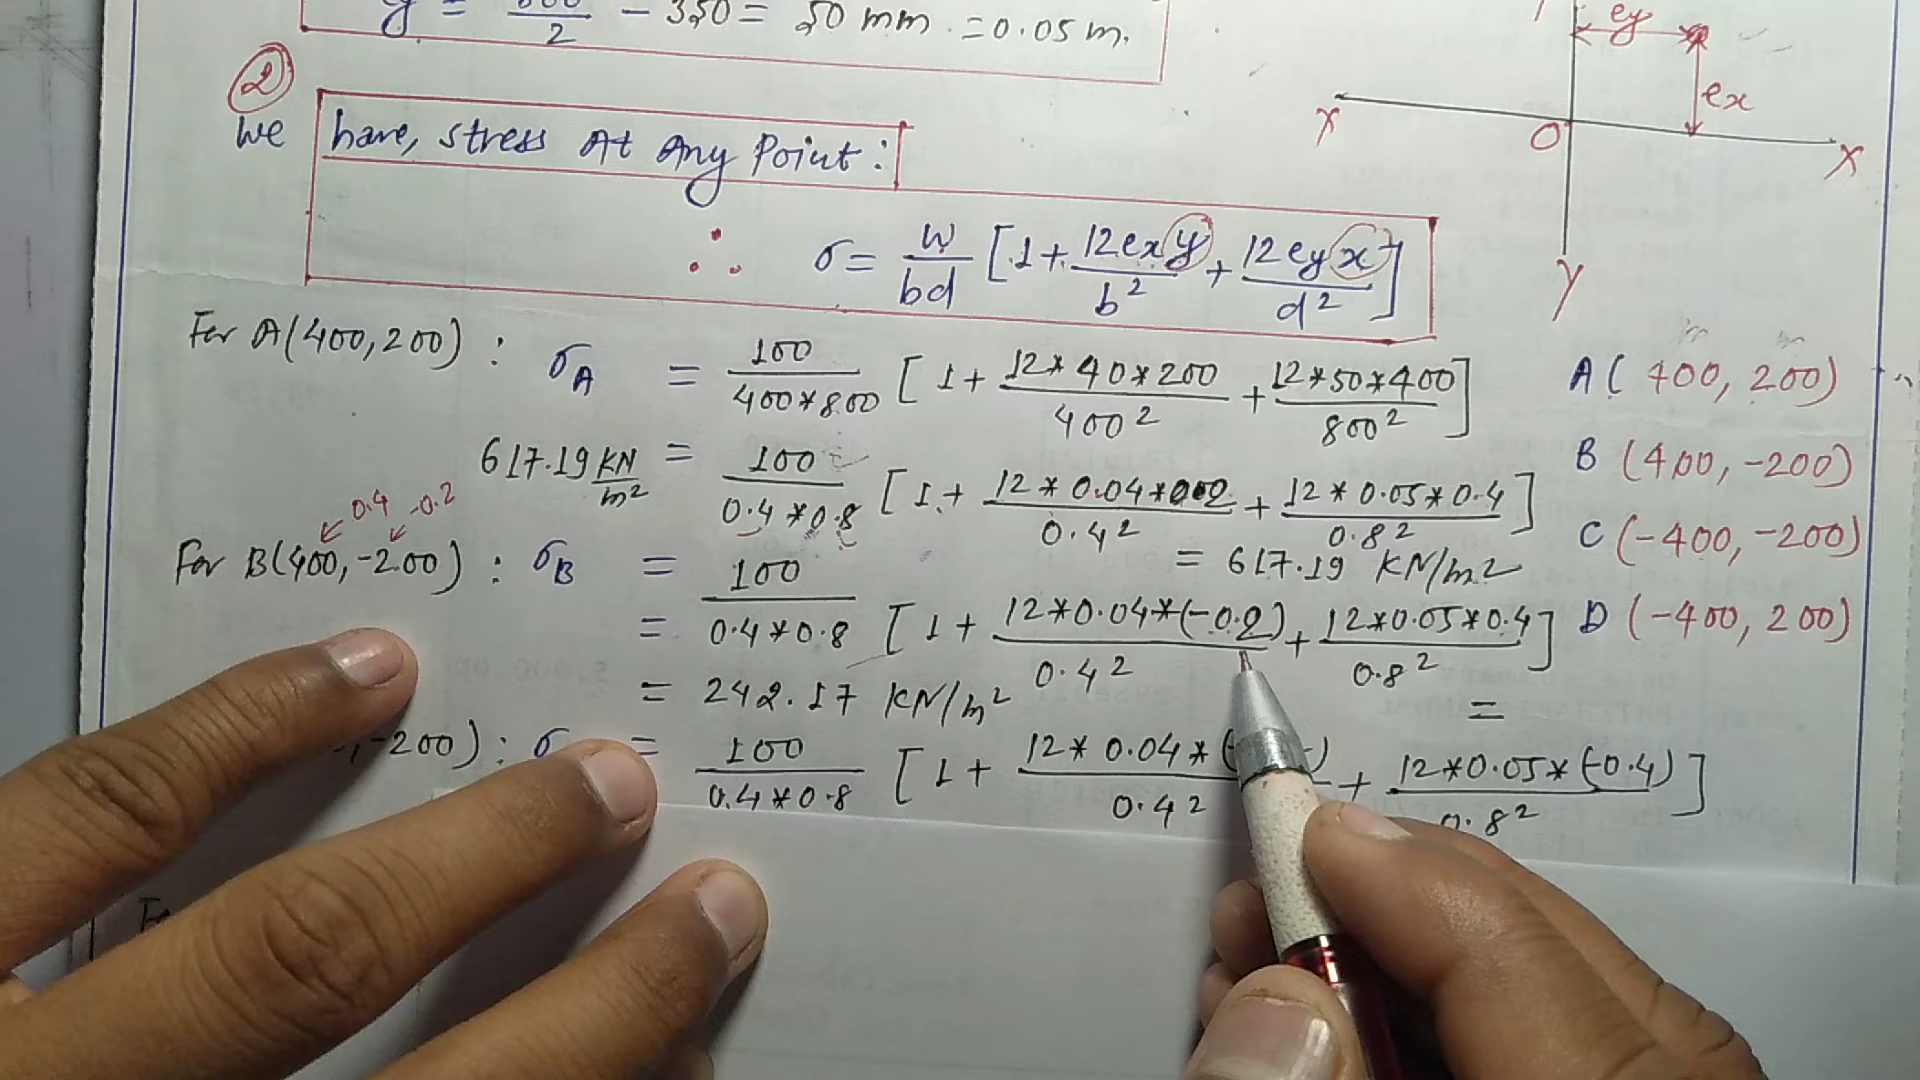 y = 800/2 - 350 = 50 mm. = 0.05 m.
②
We have, stress At Any Point:
∴ σ = W/bd [1 + 12exy/b² + 12eyx/d²]
For A(400,200) : σA = 100/400*800 [1 + 12*40*200/400² + 12*50*400/800²]
617.19 KN/m² = 100/0.4*0.8 [1 + 12*0.04*0.2/0.4² + 12*0.05*0.4/0.8²]
= 617.19 KN/m²
0.4 -0.2
For B(400,-200) : σB = 100
= 0.4*0.8 [1 + 12*0.04*(-0.2)/0.4² + 12*0.05*0.4/0.8²]
= 242.17 KN/m² =
-200) : σ = 100/0.4*0.8 [1 + 12*0.04*( )/0.4² + 12*0.05*(-0.4)/0.8²]
ey
ex
X
O
X
Y
A (400, 200)
B (400, -200)
C (-400, -200)
D (-400, 200)